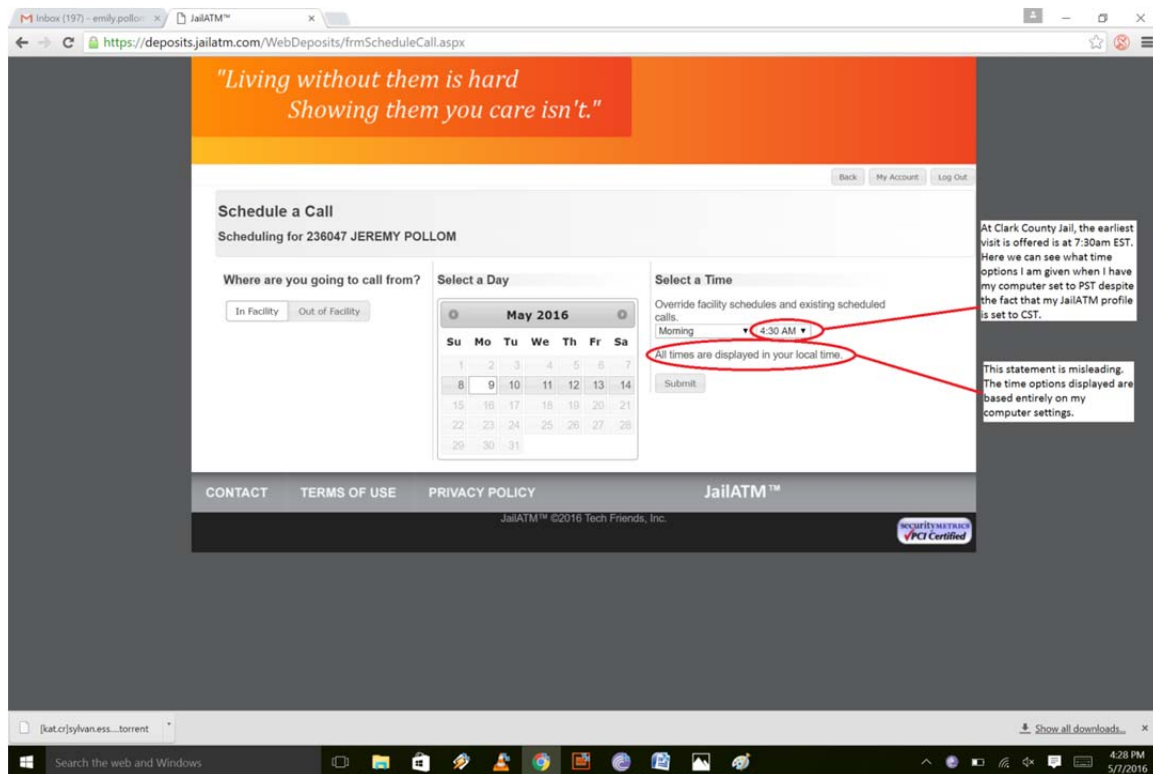 Inbox (197) - emily.pollom
JailATM™
https://deposits.jailatm.com/WebDeposits/frmScheduleCall.aspx
"Living without them is hard
Showing them you care isn't."
Back My Account Log Out
Schedule a Call
Scheduling for 236047 JEREMY POLLOM
Where are you going to call from?
In Facility Out of Facility
Select a Day
May 2016
Su Mo Tu We Th Fr Sa
1 2 3 4 5 6 7
8 9 10 11 12 13 14
15 16 17 18 19 20 21
22 23 24 25 26 27 28
29 30 31
Select a Time
Override facility schedules and existing scheduled
calls.
Morning 4:30 AM
All times are displayed in your local time.
Submit
At Clark County Jail, the earliest
visit is offered is at 7:30am EST.
Here we can see what time
options I am given when I have
my computer set to PST despite
the fact that my JailATM profile
is set to CST.
This statement is misleading.
The time options displayed are
based entirely on my
computer settings.
CONTACT TERMS OF USE PRIVACY POLICY JailATM™
JailATM™ ©2016 Tech Friends, Inc.
securityMETRICS
PCI Certified
[kat.cr]sylvan.ess....torrent
Show all downloads...
Search the web and Windows
4:28 PM
5/7/2016